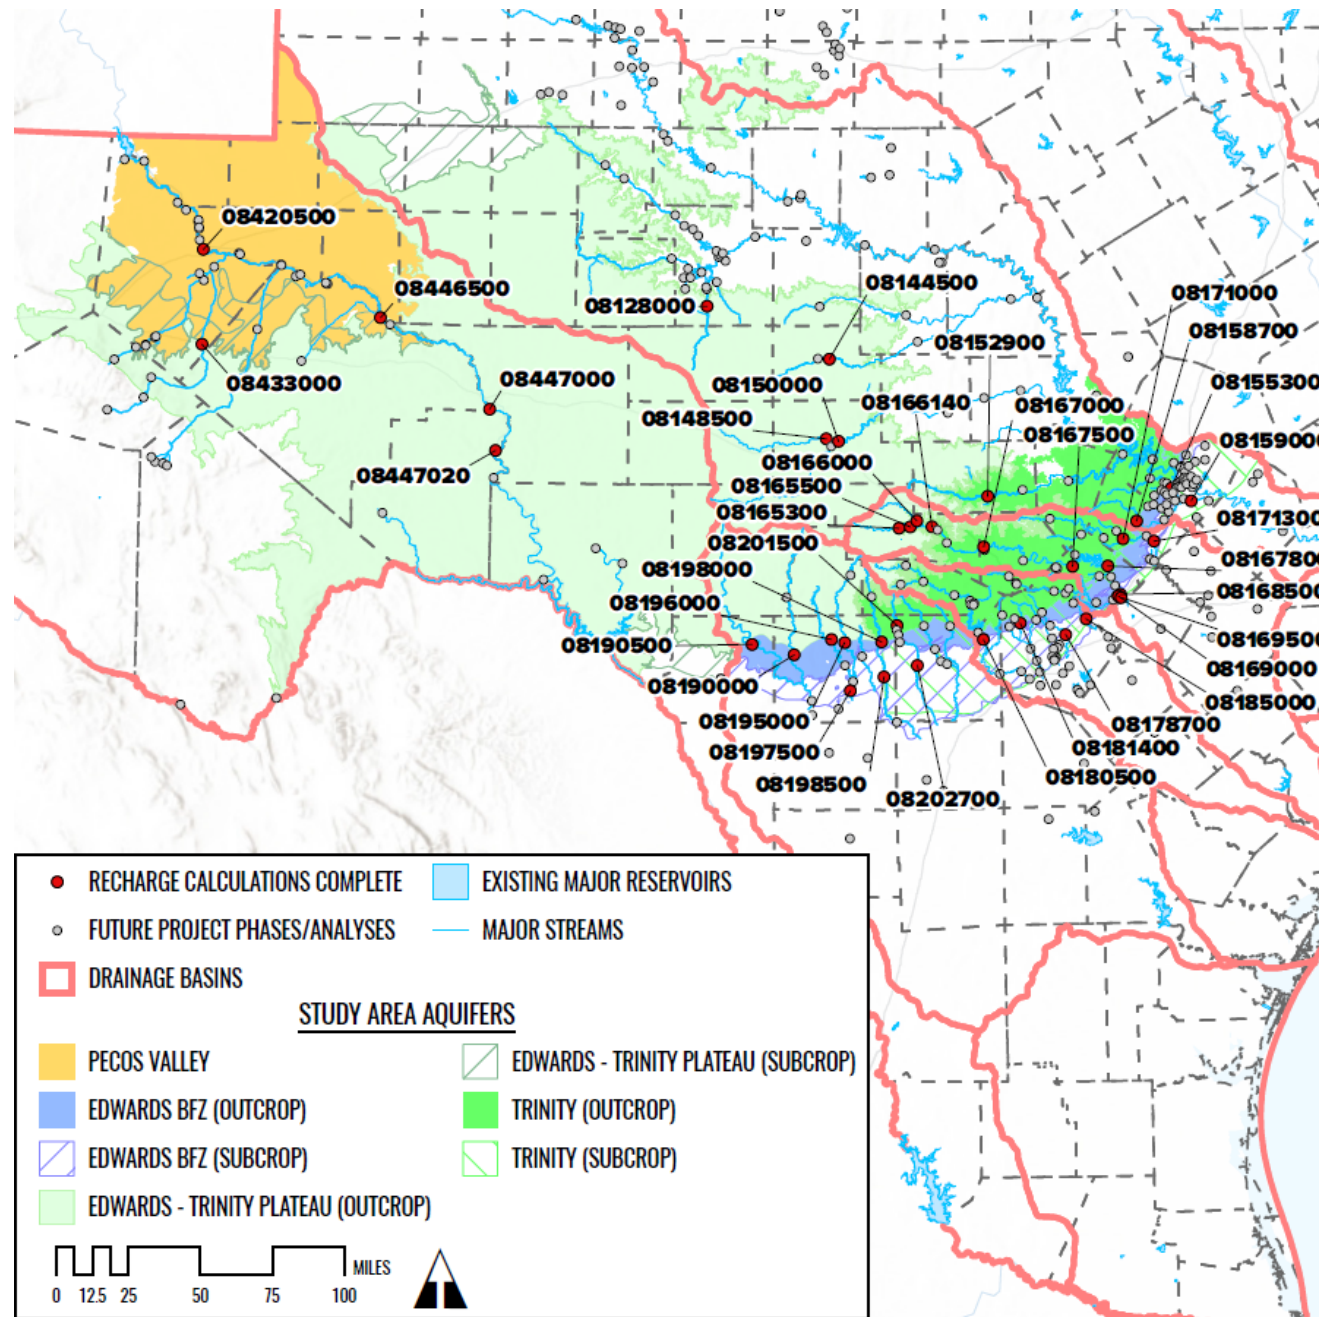 08420500
08446500
08128000
08144500
08171000
08158700
08152900
08433000
08447000
08150000
08155300
08148500
08166140
08167000
08167500
08159000
08447020
08166000
08165500
08165300
08171300
08201500
08198000
08167800
08168500
08196000
08190500
08169500
08169000
08190000
08185000
08195000
08178700
08197500
08181400
08198500
08180500
08202700
RECHARGE CALCULATIONS COMPLETE
EXISTING MAJOR RESERVOIRS
FUTURE PROJECT PHASES/ANALYSES
MAJOR STREAMS
DRAINAGE BASINS
STUDY AREA AQUIFERS
PECOS VALLEY
EDWARDS - TRINITY PLATEAU (SUBCROP)
EDWARDS BFZ (OUTCROP)
TRINITY (OUTCROP)
EDWARDS BFZ (SUBCROP)
TRINITY (SUBCROP)
EDWARDS - TRINITY PLATEAU (OUTCROP)
MILES
0 12.5 25 50 75 100